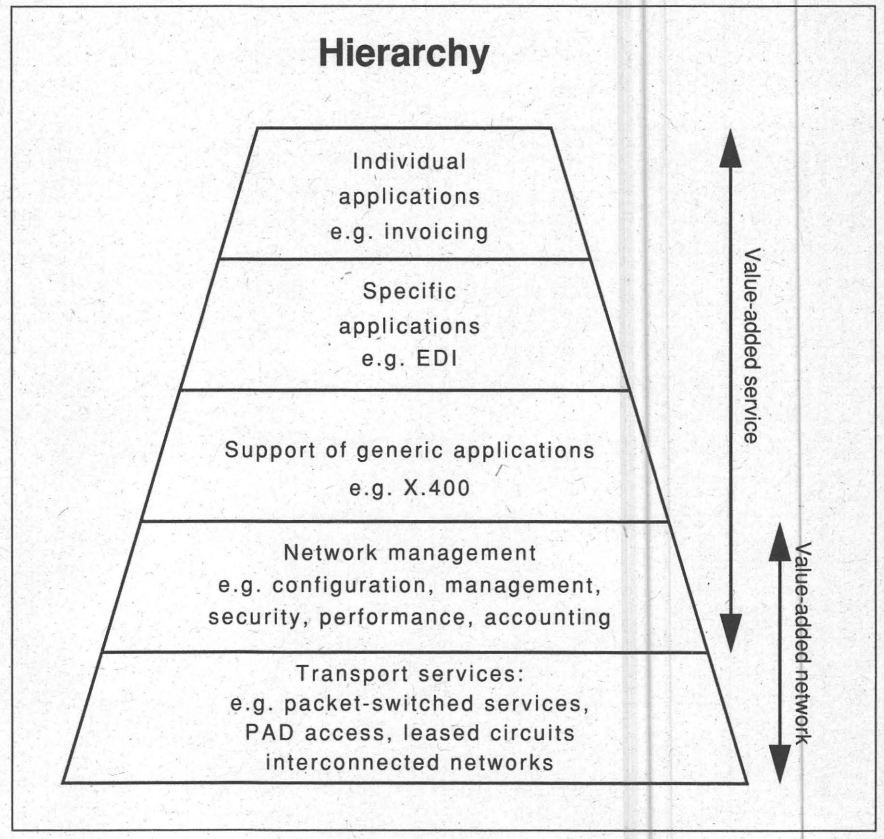 Hierarchy
Individual
applications
e.g. invoicing
Specific
applications
e.g. EDI
Support of generic applications
e.g. X.400
Network management
e.g. configuration, management,
security, performance, accounting
Transport services:
e.g. packet-switched services,
PAD access, leased circuits
interconnected networks
Value-added service
Value-added network